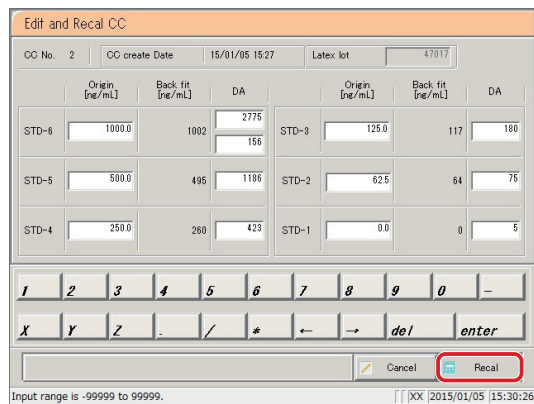 Edit and Recal CC
CC No. 2 CC create Date 15/01/05 15:27 Latex lot 47017
Origin [ng/mL] Back fit [ng/mL] DA Origin [ng/mL] Back fit [ng/mL] DA
STD-6 1000.0 1002 2775 STD-3 125.0 117 180
156
STD-5 500.0 495 1186 STD-2 62.5 64 75
STD-4 250.0 260 423 STD-1 0.0 0 5
1 2 3 4 5 6 7 8 9 0 -
X Y Z . / * ← → del enter
Cancel Recal
Input range is -99999 to 99999. XX 2015/01/05 15:30:26